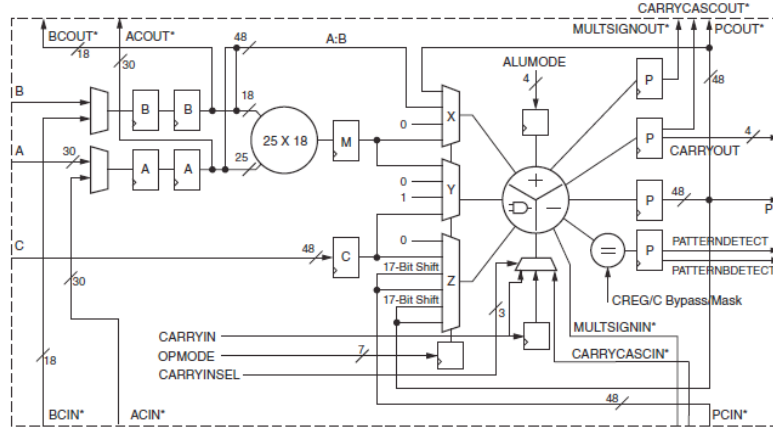 CARRYCASCOUT*
BCOUT* ACOUT* MULTSIGNOUT* PCOUT*
18 30 48 A:B
ALUMODE
B B B 18 4 48
0 X P
A 30 A A 25 25 X 18 M P 4
CARRYOUT
0 Y
1 P 48 P
C 48 C 0
17-Bit Shift Z = P PATTERNDETECT
PATTERNBDETECT
30 17-Bit Shift
CREG/C Bypass/Mask
3
CARRYIN
MULTSIGNIN*
OPMODE 7
CARRYCASCIN*
CARRYINSEL
18
48
BCIN* ACIN* PCIN*